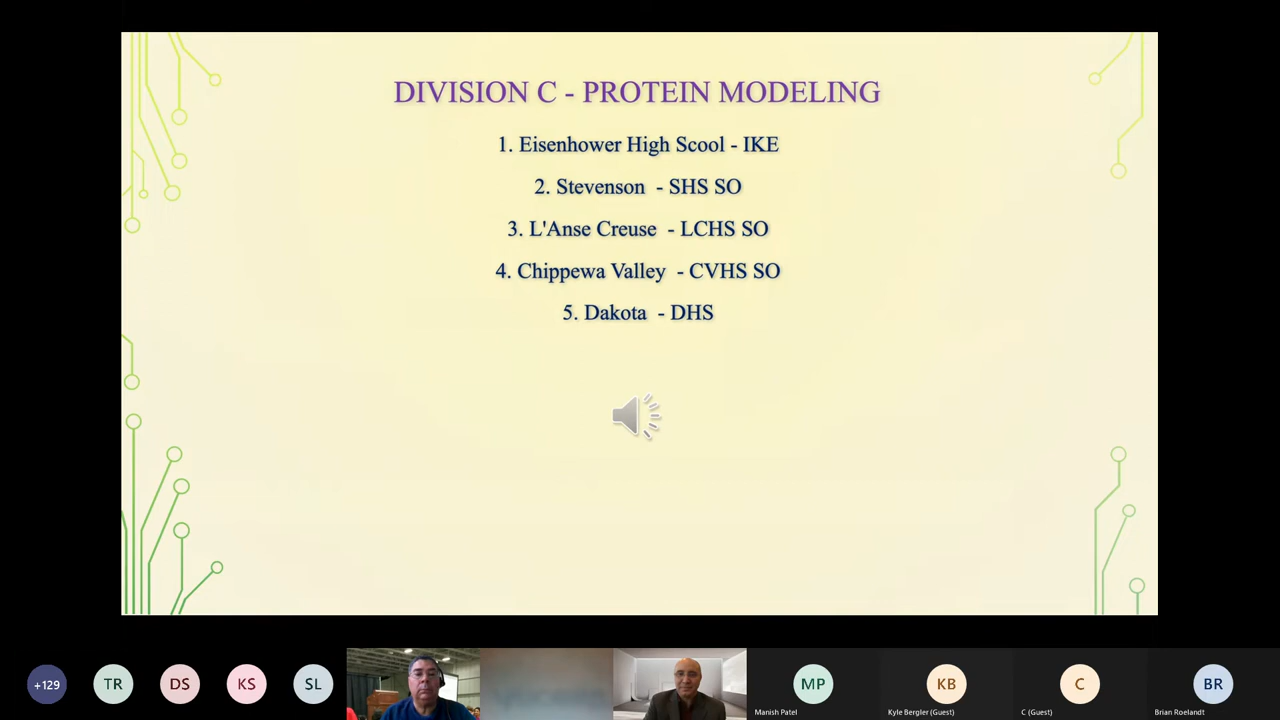 DIVISION C - PROTEIN MODELING
1. Eisenhower High Scool - IKE
2. Stevenson - SHS SO
3. L'Anse Creuse - LCHS SO
4. Chippewa Valley - CVHS SO
5. Dakota - DHS
+129 TR DS KS SL MP KB C BR
Manish Patel Kyle Bergler (Guest) C (Guest) Brian Roelandt